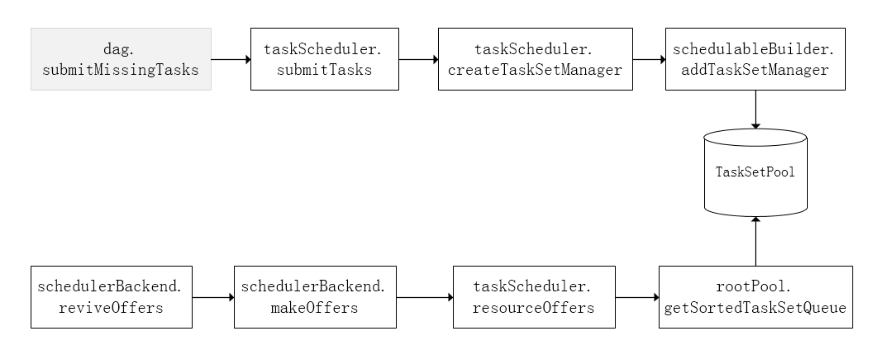 dag.
submitMissingTasks
taskScheduler.
submitTasks
taskScheduler.
createTaskSetManager
schedulableBuilder.
addTaskSetManager
TaskSetPool
schedulerBackend.
reviveOffers
schedulerBackend.
makeOffers
taskScheduler.
resourceOffers
rootPool.
getSortedTaskSetQueue